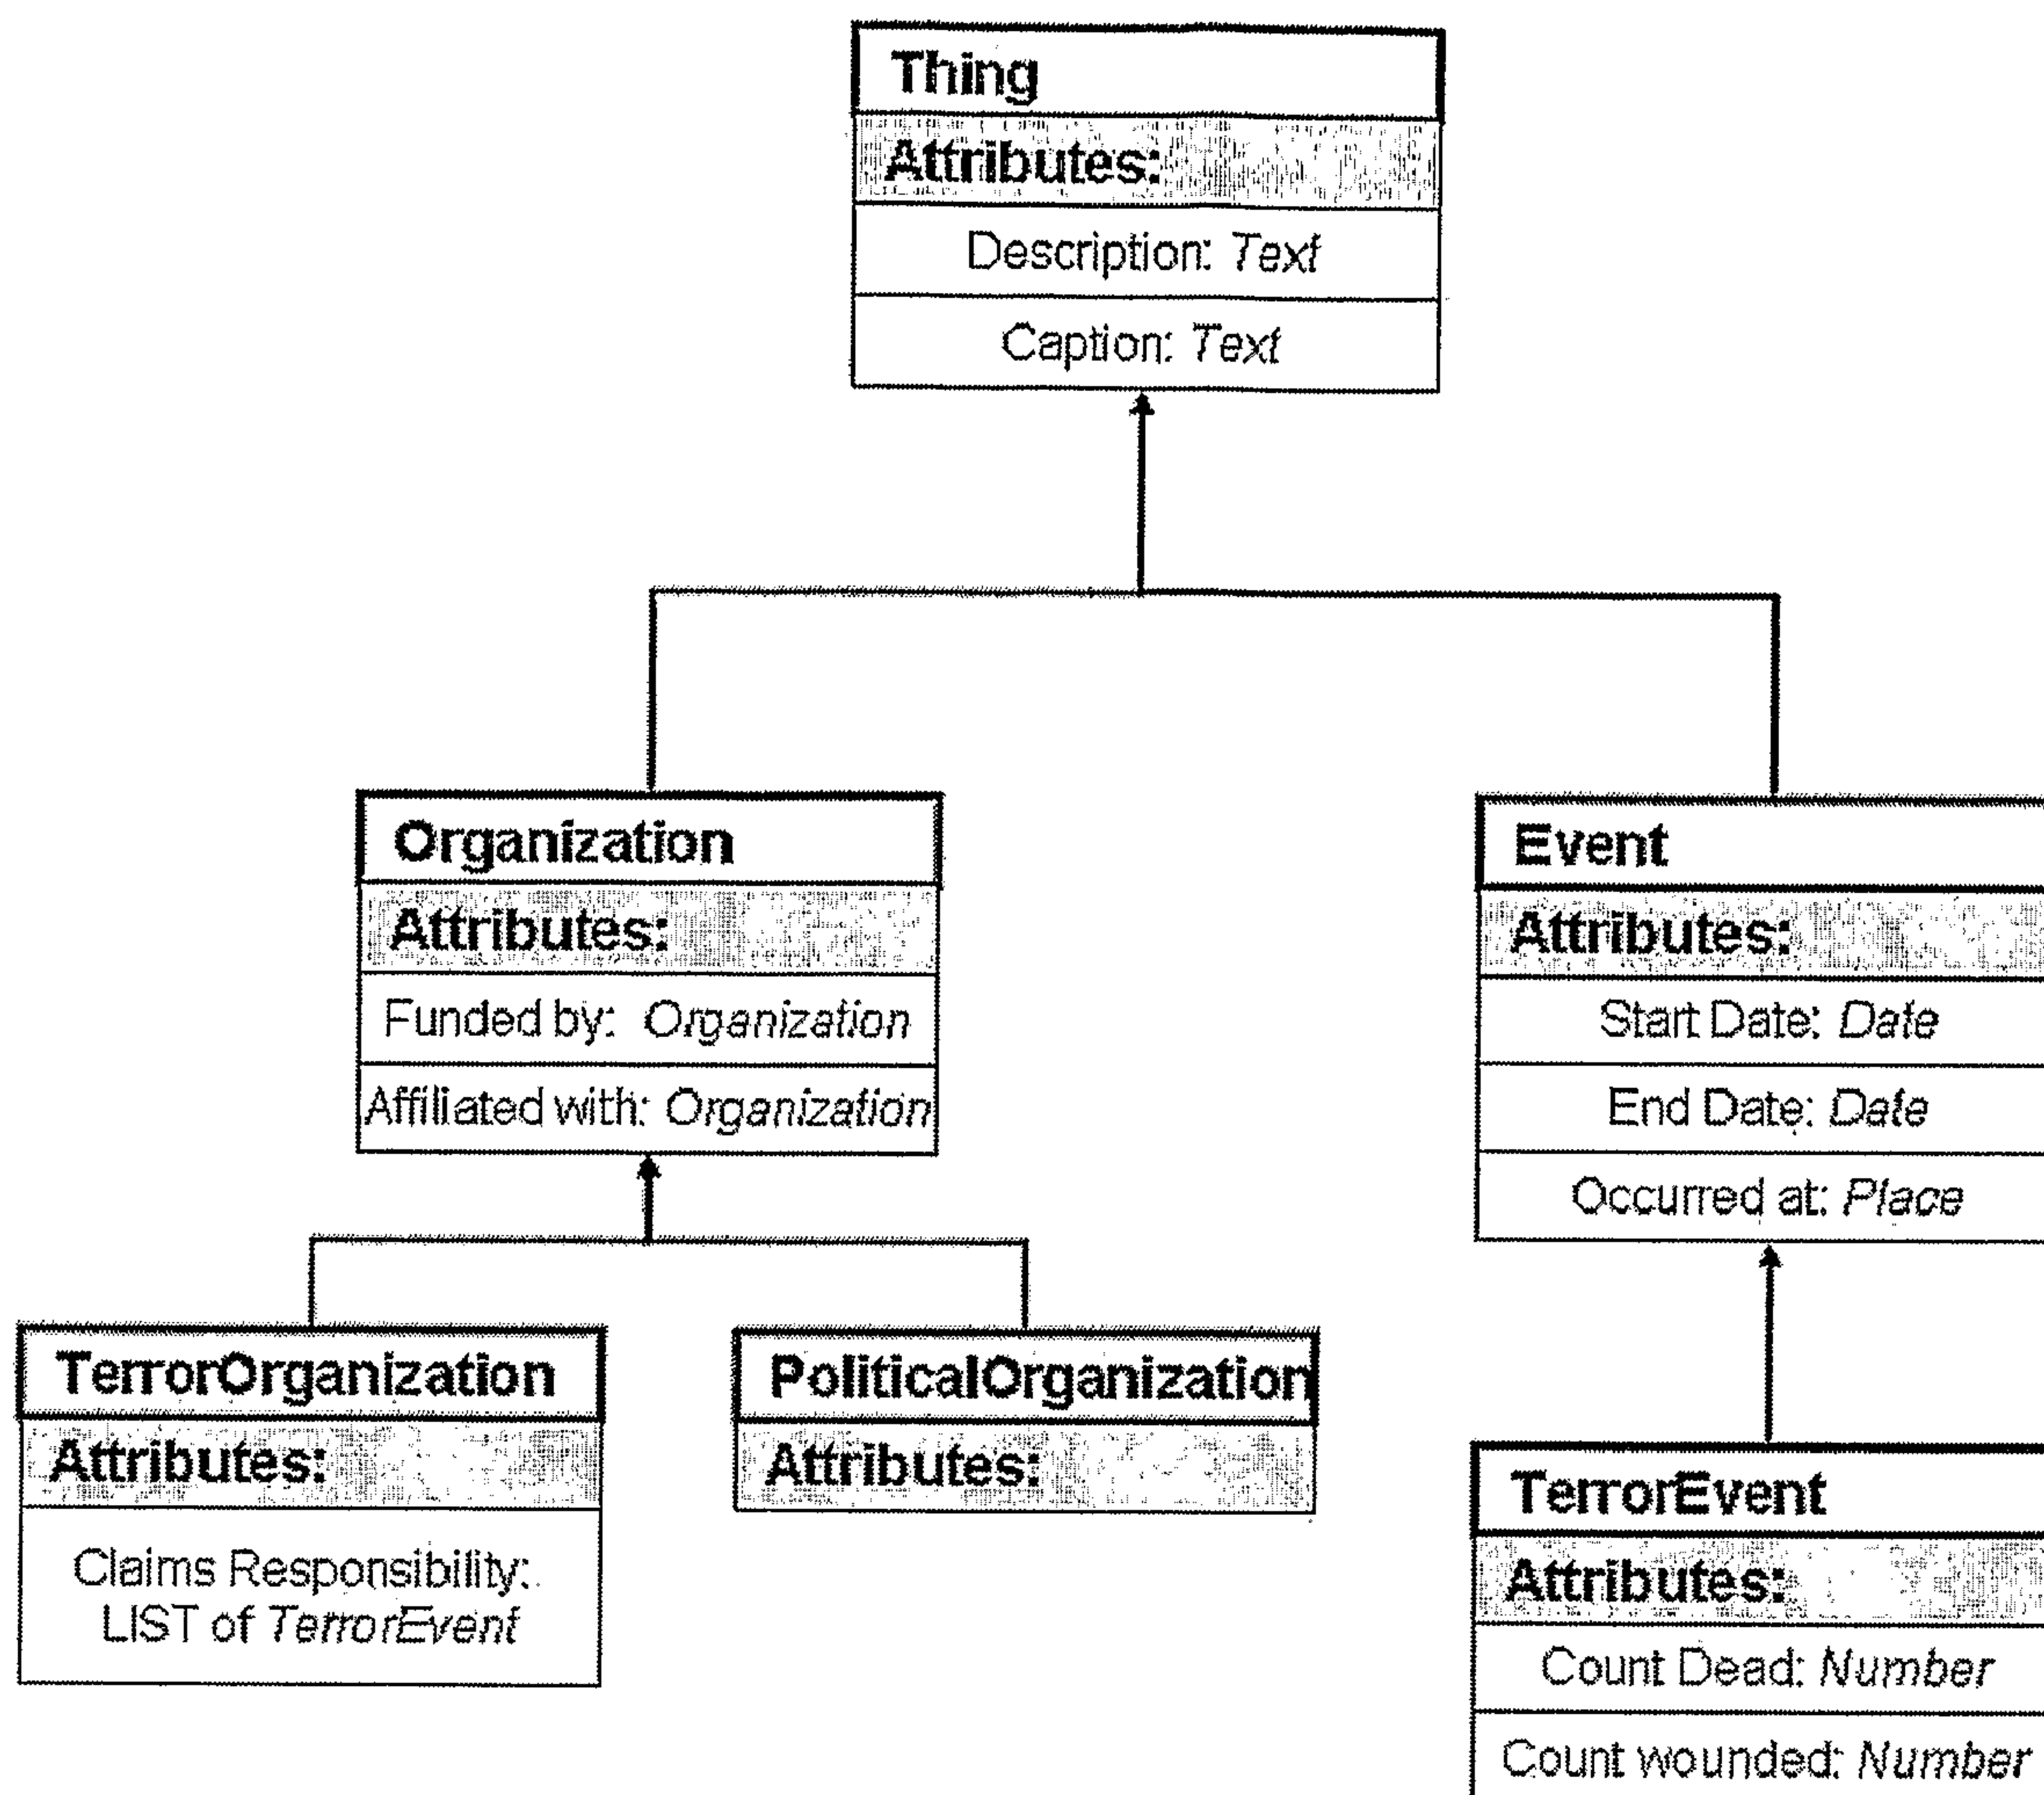 Thing
Attributes:
Description: Text
Caption: Text
Organization
Attributes:
Funded by: Organization
Affiliated with: Organization
Event
Attributes:
Start Date: Date
End Date: Date
Occurred at: Place
TerrorOrganization
Attributes:
Claims Responsibility:
LIST of TerrorEvent
PoliticalOrganization
Attributes:
TerrorEvent
Attributes:
Count Dead: Number
Count wounded: Number